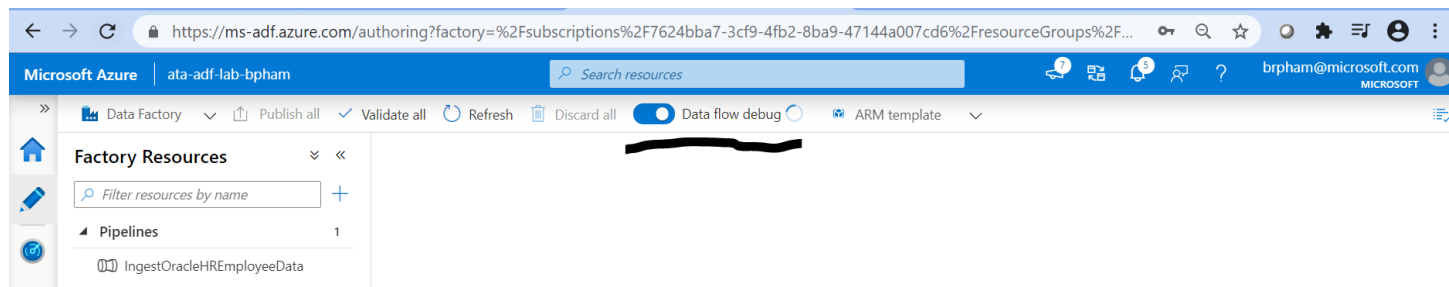 https://ms-adf.azure.com/authoring?factory=%2Fsubscriptions%2F7624bba7-3cf9-4fb2-8ba9-47144a007cd6%2FresourceGroups%2F...
Microsoft Azure ata-adf-lab-bpham Search resources 7 5 ? brpham@microsoft.com
MICROSOFT
» Data Factory Publish all Validate all Refresh Discard all Data flow debug ARM template
Factory Resources
Filter resources by name +
Pipelines 1
IngestOracleHREmployeeData